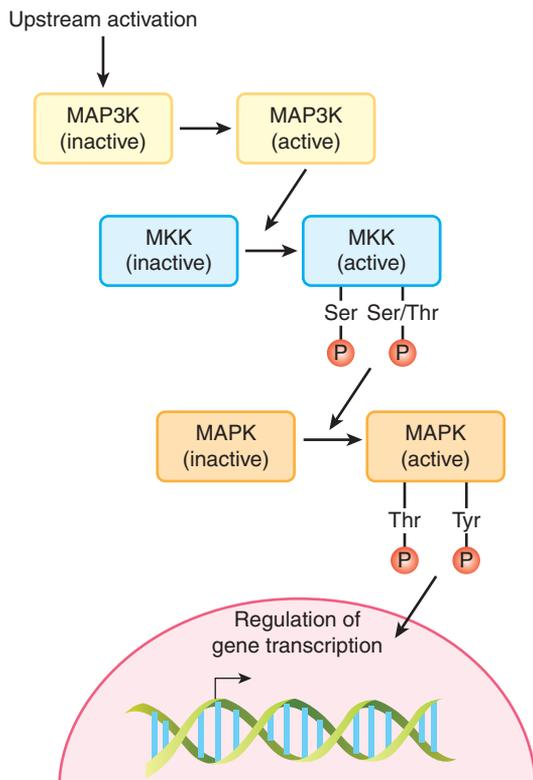 Upstream activation
MAP3K
(inactive)
MAP3K
(active)
MKK
(inactive)
MKK
(active)
Ser
Ser/Thr
P
P
MAPK
(inactive)
MAPK
(active)
Thr
Tyr
P
P
Regulation of
gene transcription